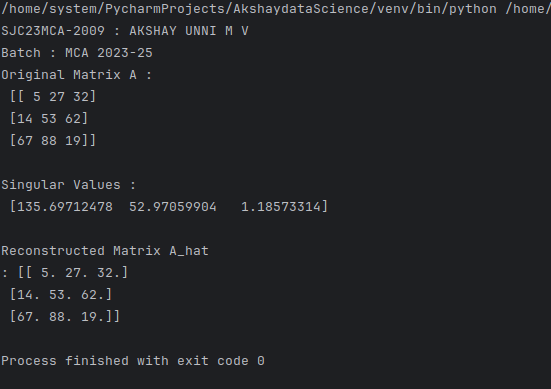 /home/system/PycharmProjects/AkshaydataScience/venv/bin/python /home/
SJC23MCA-2009 : AKSHAY UNNI M V
Batch : MCA 2023-25
Original Matrix A :
[[ 5 27 32]
[14 53 62]
[67 88 19]]
Singular Values :
[135.69712478 52.97059904 1.18573314]
Reconstructed Matrix A_hat
: [[ 5. 27. 32.]
[14. 53. 62.]
[67. 88. 19.]]
Process finished with exit code 0